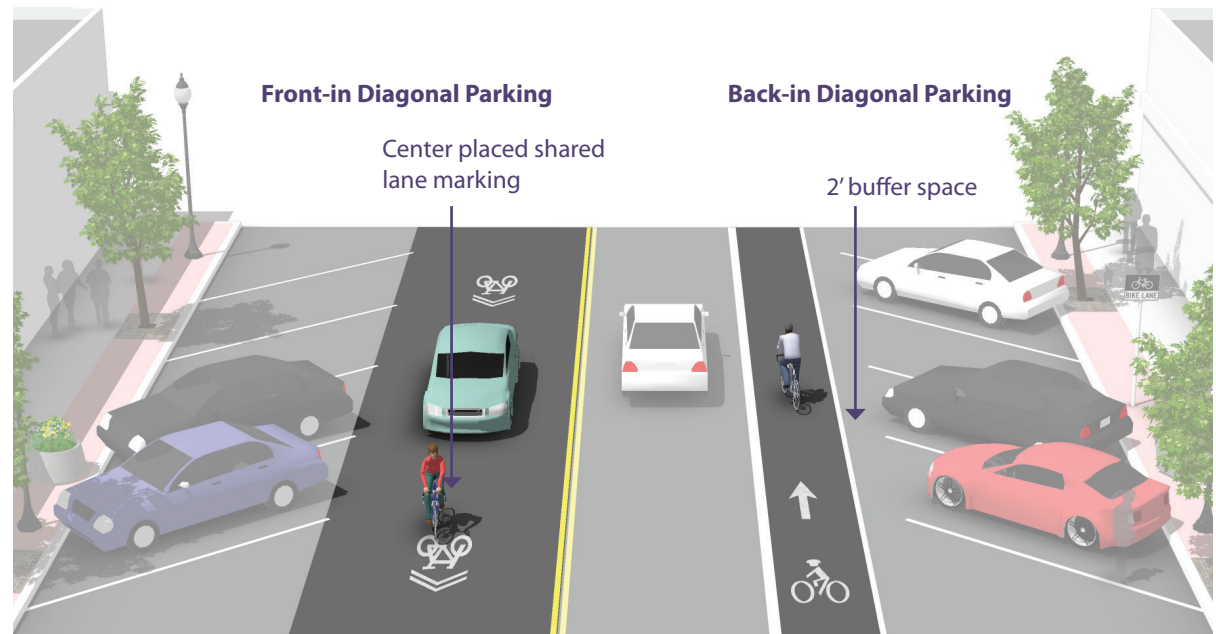 Front-in Diagonal Parking
Back-in Diagonal Parking
Center placed shared
lane marking
2’ buffer space
BIKE LANE